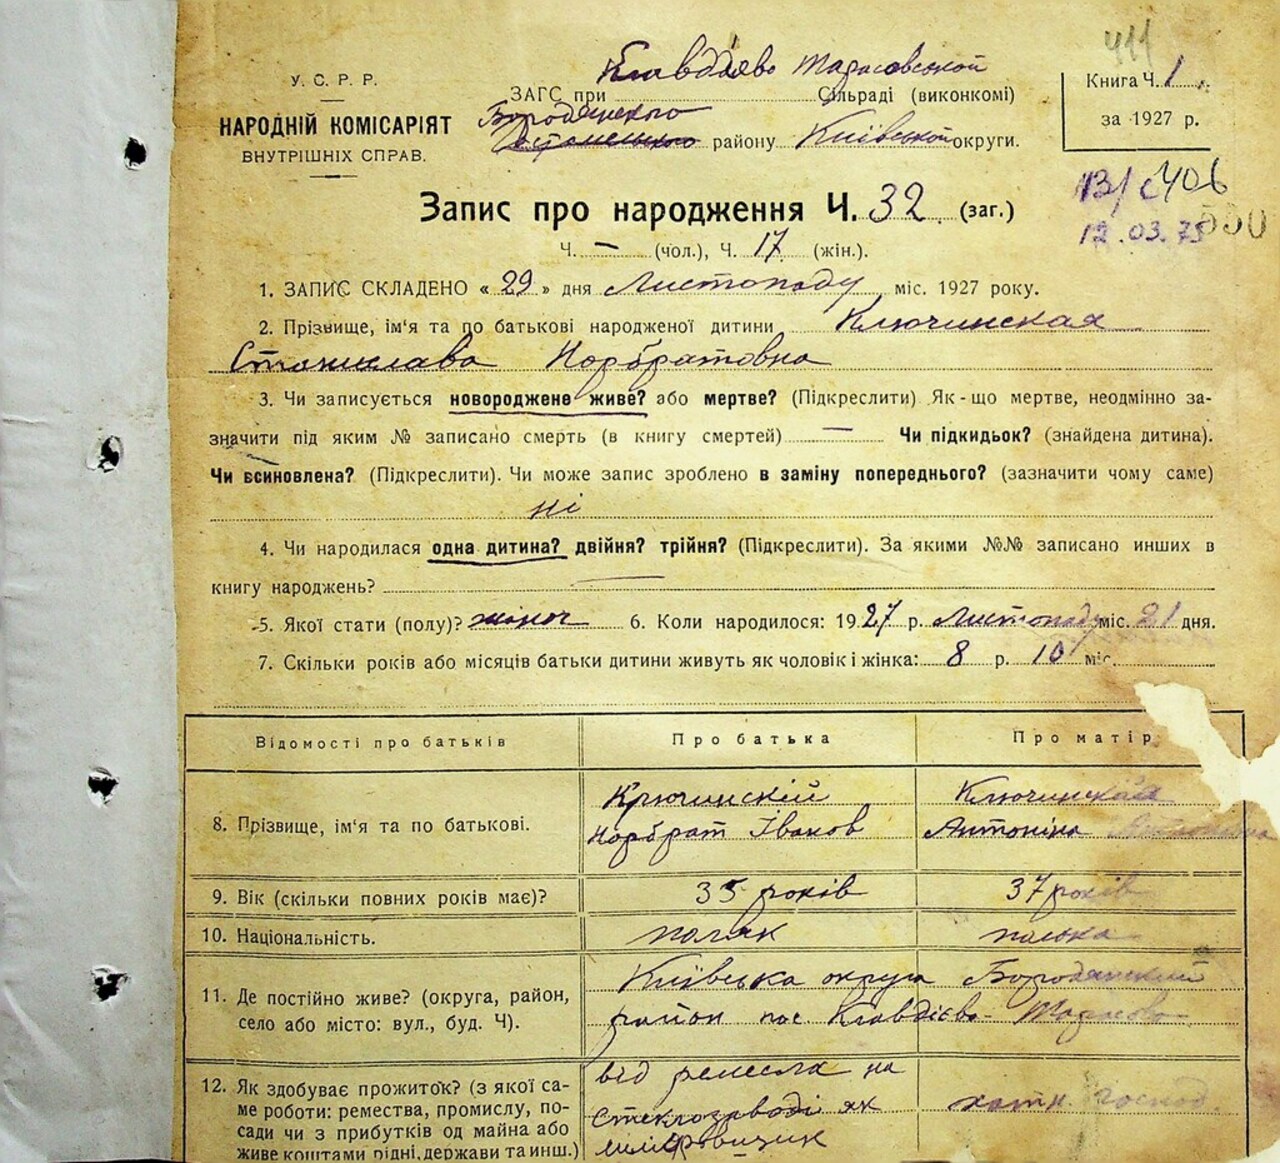 411
У. С. Р. Р.
НАРОДНІЙ КОМІСАРІЯТ
ВНУТРІШНІХ СПРАВ.
ЗАГС при Клавдіево Тарасовской Сільраді (виконкомі)
Бородянского
району Київської округи.
Книга Ч. 1
за 1927 р.
12.03.75
Запис про народження Ч. 32 (заг.)
Ч. — (чол.), Ч. 17 (жін.).
1. ЗАПИС СКЛАДЕНО « 29 » дня Листопаду міс. 1927 року.
2. Прізвище, ім'я та по батькові народженої дитини Ключинская
Станислава Норбратовна
3. Чи записується новороджене живе? або мертве? (Підкреслити) Як-що мертве, неодмінно за-
значити під яким № записано смерть (в книгу смертей) — Чи підкидьок? (знайдена дитина).
Чи всиновлена? (Підкреслити). Чи може запис зроблено в заміну попереднього? (зазначити чому саме)
ні
4. Чи народилася одна дитина? двійня? трійня? (Підкреслити). За якими №№ записано инших в
книгу народжень? —
5. Якої стати (полу)? жіноч 6. Коли народилося: 1927 р. Листопаду міс. 21 дня.
7. Скільки років або місяців батьки дитини живуть як чоловік і жінка: 8 р. 10 міс.
Відомості про батьків Про батька Про матір
8. Прізвище, ім'я та по батькові.
Ключинскій
Норбрат Іванов
Ключинская
Антоніна
9. Вік (скільки повних років має)? 35 років 37 років
10. Національність. поляк полька
11. Де постійно живе? (округа, район,
село або місто: вул., буд. Ч).
Київська округа Бородянский
район пос. Клавдієво-Тарасово
12. Як здобуває прожиток? (з якої са-
ме роботи: ремества, промислу, по-
сади чи з прибутків од майна або
живе коштами рідні, держави та инш.)
від ремесла на
Стеклозаводі як
хатн. господ.